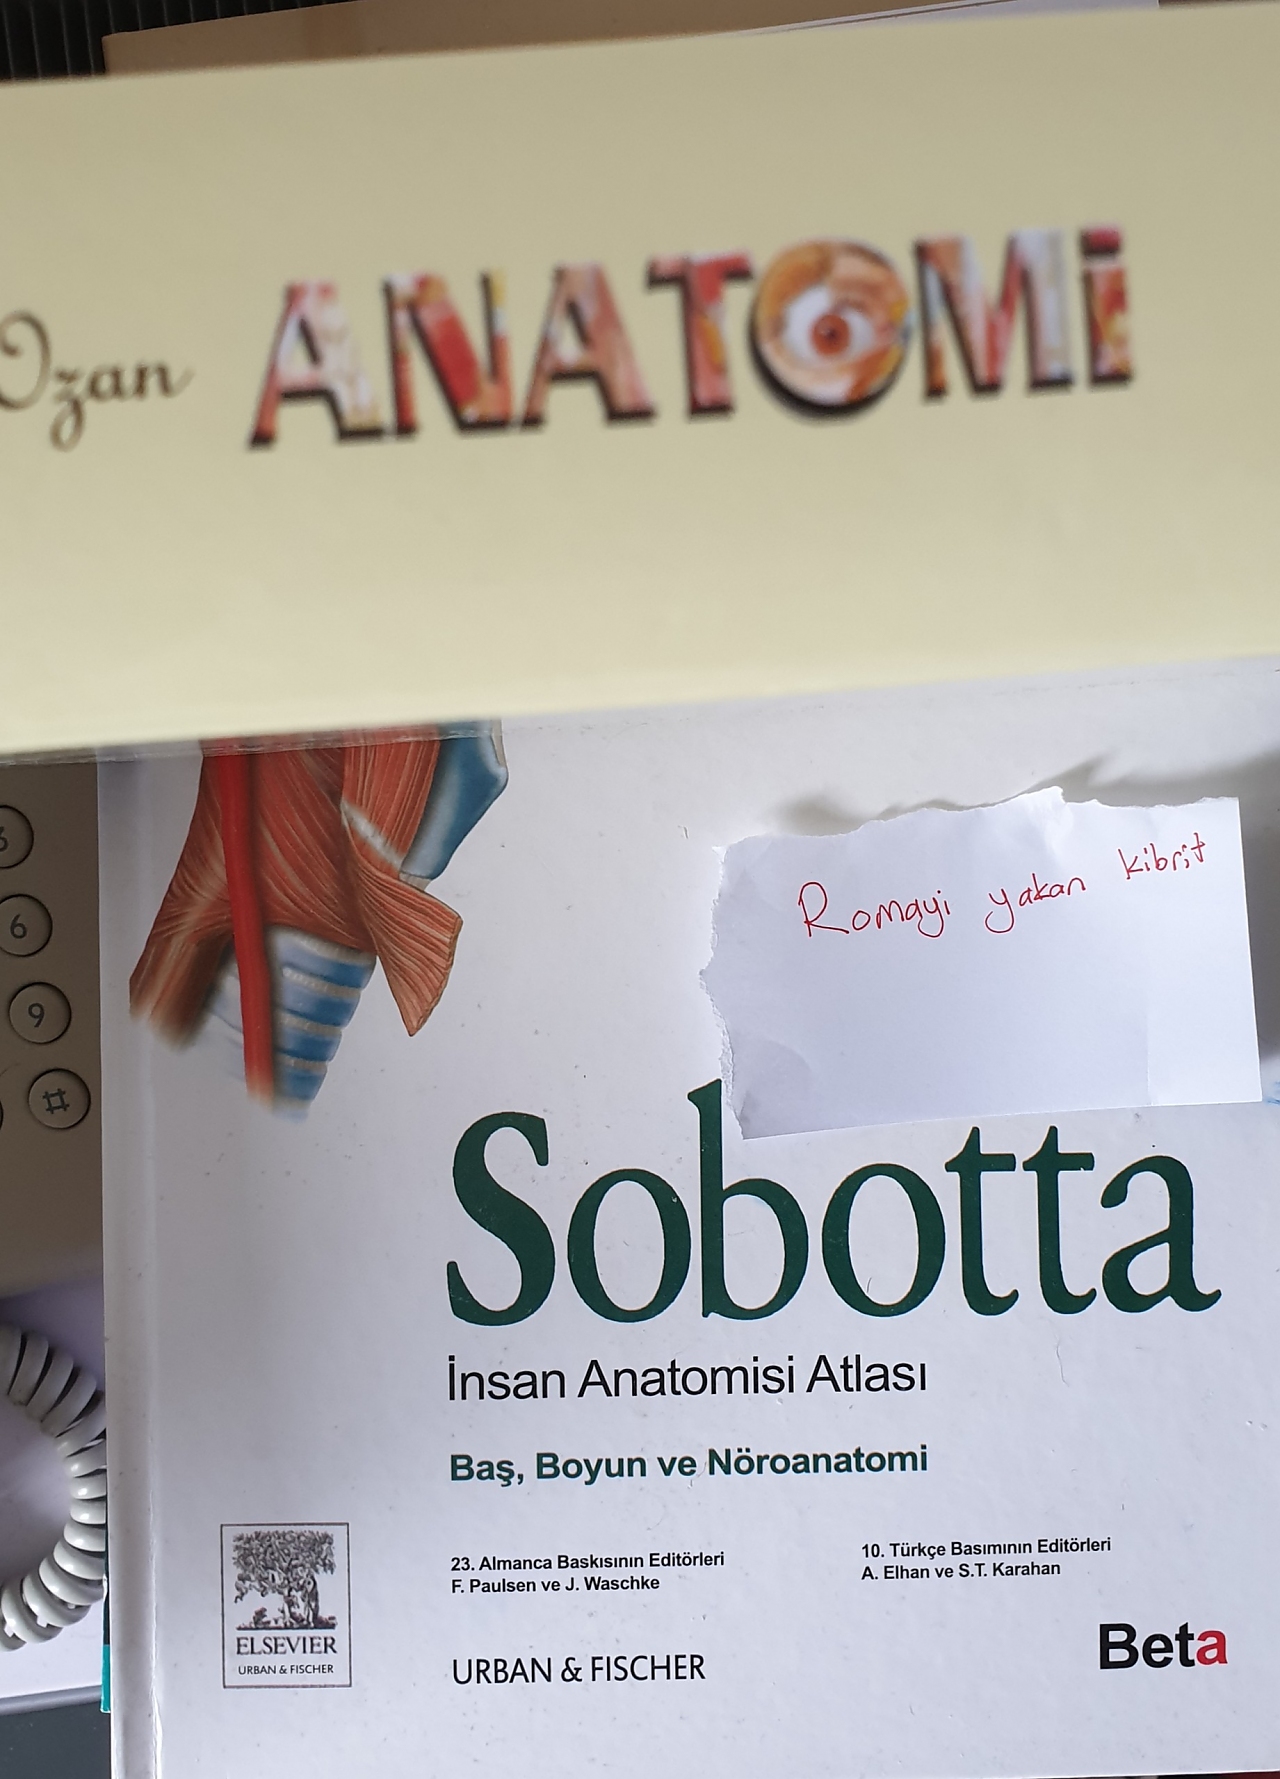 Ozan ANATOMİ
Romayi yakan kibrit
Sobotta
İnsan Anatomisi Atlası
Baş, Boyun ve Nöroanatomi
23. Almanca Baskısının Editörleri
F. Paulsen ve J. Waschke
10. Türkçe Basımının Editörleri
A. Elhan ve S.T. Karahan
ELSEVIER
URBAN & FISCHER
URBAN & FISCHER
Beta
6
9
#